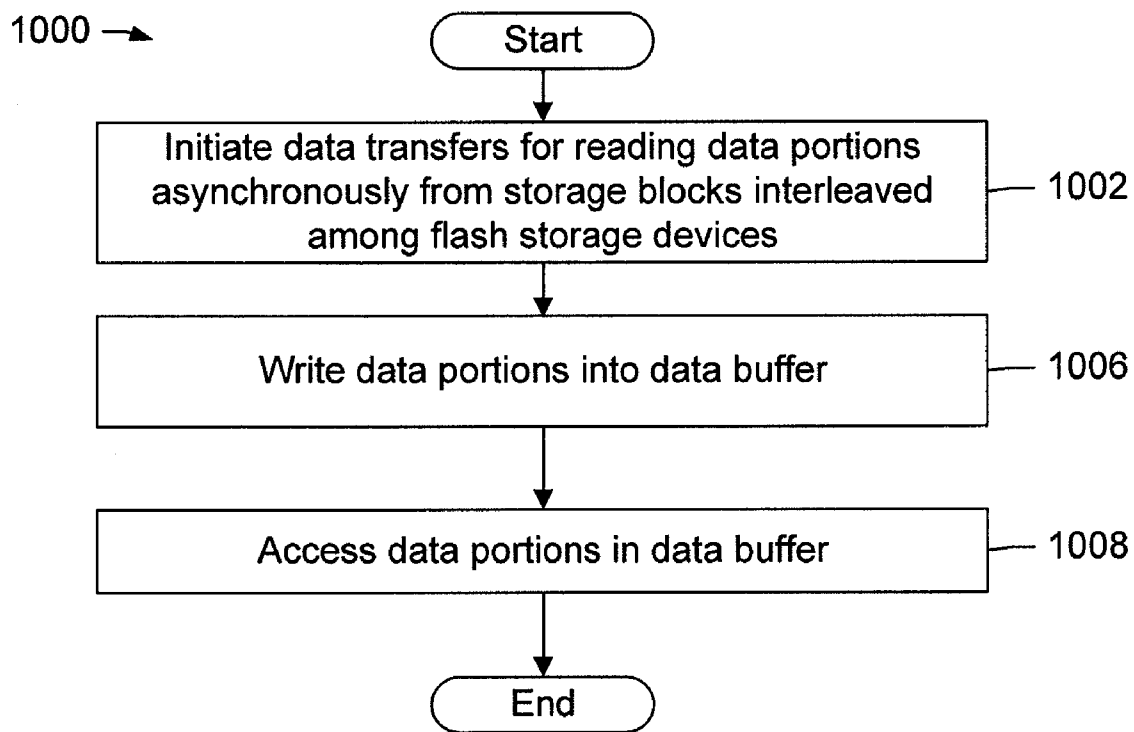 1000
Start
Initiate data transfers for reading data portions
asynchronously from storage blocks interleaved
among flash storage devices
1002
Write data portions into data buffer
1006
Access data portions in data buffer
1008
End